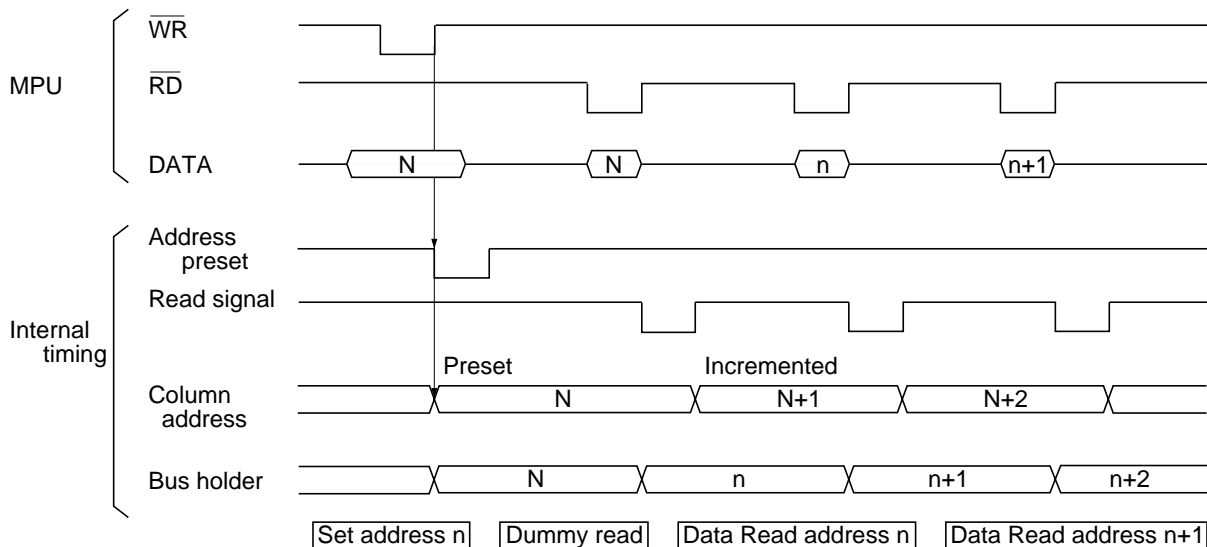 MPU
WR
RD
DATA N N n n+1
Internal
timing
Address
preset
Read signal
Preset Incremented
Column
address N N+1 N+2
Bus holder N n n+1 n+2
Set address n Dummy read Data Read address n Data Read address n+1